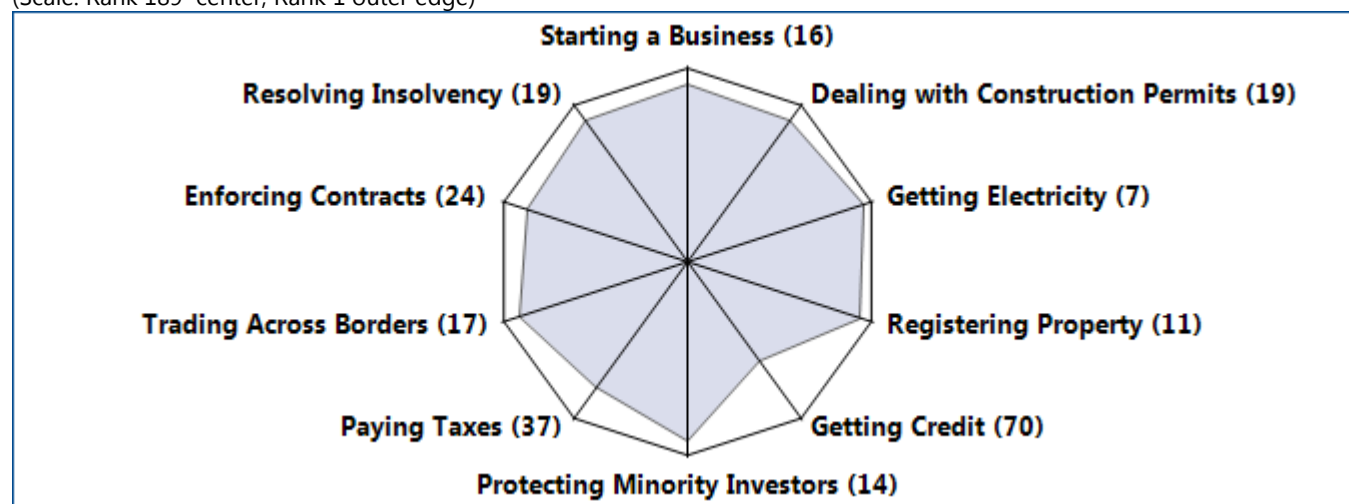 (Scale: Rank 189 center, Rank 1 outer edge)
Starting a Business (16)
Resolving Insolvency (19)
Dealing with Construction Permits (19)
Enforcing Contracts (24)
Getting Electricity (7)
Trading Across Borders (17)
Registering Property (11)
Paying Taxes (37)
Getting Credit (70)
Protecting Minority Investors (14)